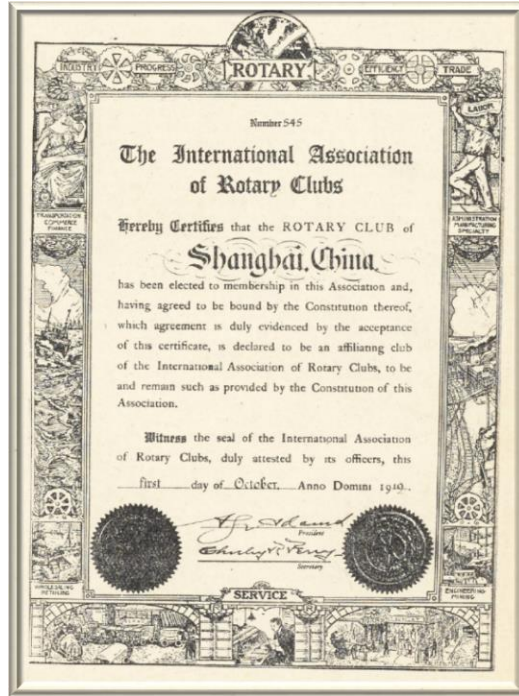 INDUSTRY PROGRESS ROTARY EFFICIENCY TRADE
LABOR
Number 545
The International Association
of Rotary Clubs
Hereby Certifies that the ROTARY CLUB of
Shanghai, China,
has been elected to membership in this Association and,
having agreed to be bound by the Constitution thereof,
which agreement is duly evidenced by the acceptance
of this certificate, is declared to be an affiliating club
of the International Association of Rotary Clubs, to be
and remain such as provided by the Constitution of this
Association.
Witness the seal of the International Association
of Rotary Clubs, duly attested by its officers, this
first day of October, Anno Domini 1919.
President
Secretary
TRANSPORTATION
COMMERCE
FINANCE
ADMINISTRATION
MANUFACTURING
SPECIALTY
WHOLESALING
RETAILING
SERVICE
ENGINEERING
MINING